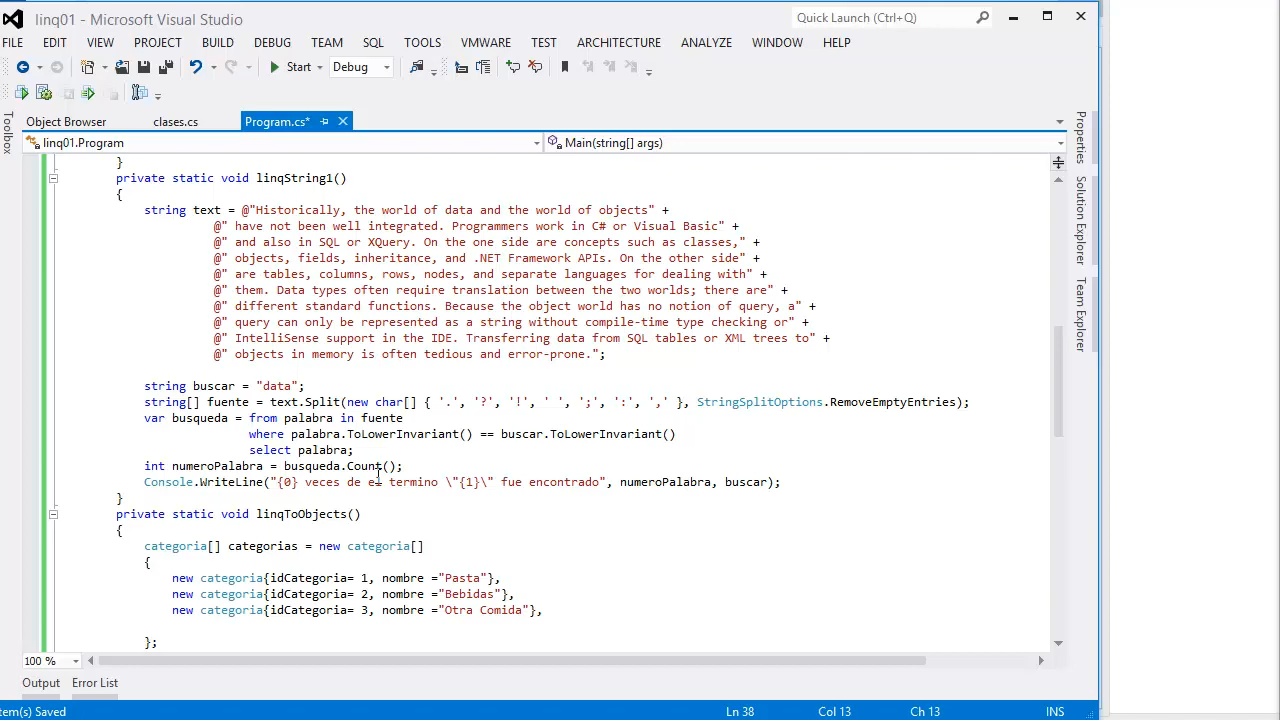 linq01 - Microsoft Visual Studio
Quick Launch (Ctrl+Q)
FILE EDIT VIEW PROJECT BUILD DEBUG TEAM SQL TOOLS VMWARE TEST ARCHITECTURE ANALYZE WINDOW HELP
Start Debug
Object Browser clases.cs Program.cs*
linq01.Program Main(string[] args)
Toolbox
Properties
Solution Explorer
Team Explorer
}
private static void linqString1()
{
string text = @"Historically, the world of data and the world of objects" +
@" have not been well integrated. Programmers work in C# or Visual Basic" +
@" and also in SQL or XQuery. On the one side are concepts such as classes," +
@" objects, fields, inheritance, and .NET Framework APIs. On the other side" +
@" are tables, columns, rows, nodes, and separate languages for dealing with" +
@" them. Data types often require translation between the two worlds; there are" +
@" different standard functions. Because the object world has no notion of query, a" +
@" query can only be represented as a string without compile-time type checking or" +
@" IntelliSense support in the IDE. Transferring data from SQL tables or XML trees to" +
@" objects in memory is often tedious and error-prone.";
string buscar = "data";
string[] fuente = text.Split(new char[] { '.', '?', '!', ' ', ';', ':', ',' }, StringSplitOptions.RemoveEmptyEntries);
var busqueda = from palabra in fuente
where palabra.ToLowerInvariant() == buscar.ToLowerInvariant()
select palabra;
int numeroPalabra = busqueda.Count();
Console.WriteLine("{0} veces de el termino \"{1}\" fue encontrado", numeroPalabra, buscar);
}
private static void linqToObjects()
{
categoria[] categorias = new categoria[]
{
new categoria{idCategoria= 1, nombre ="Pasta"},
new categoria{idCategoria= 2, nombre ="Bebidas"},
new categoria{idCategoria= 3, nombre ="Otra Comida"},
};
100 %
Output Error List
tem(s) Saved Ln 38 Col 13 Ch 13 INS